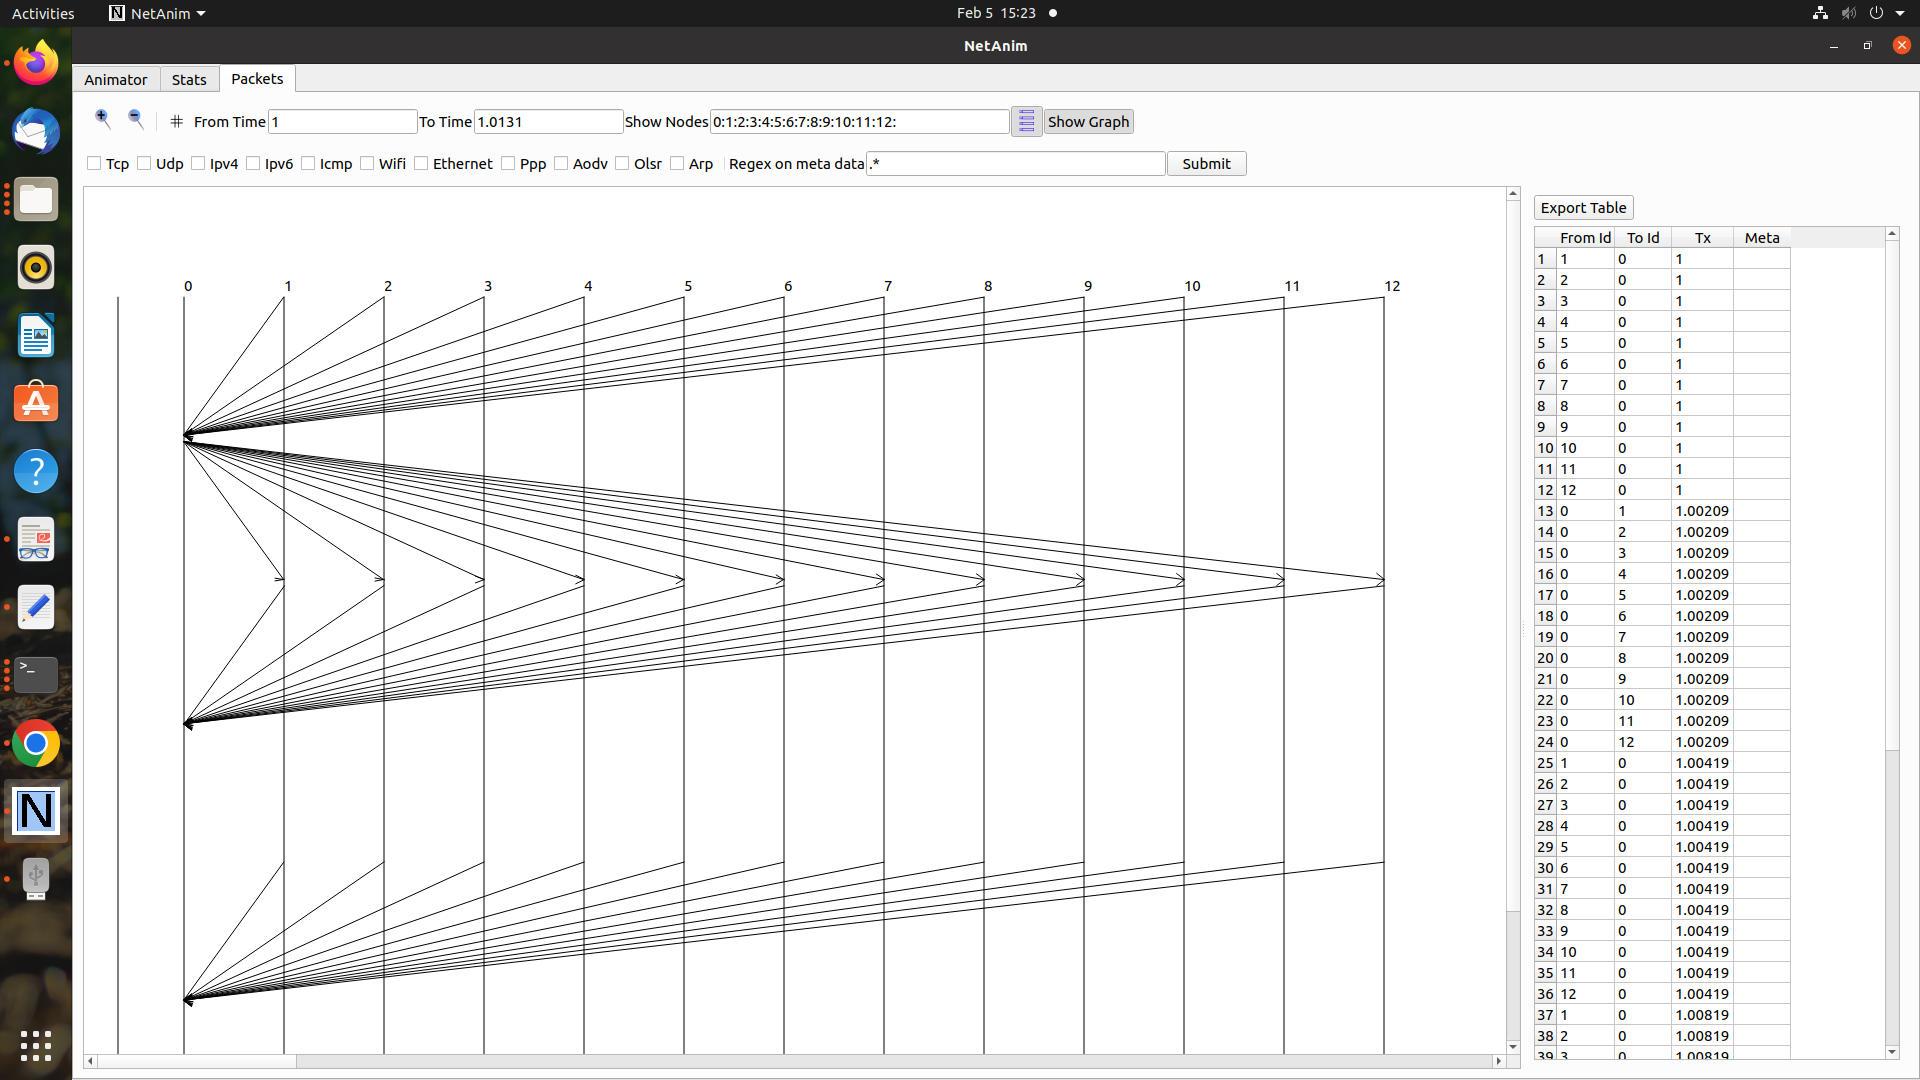 Activities NetAnim Feb 5 15:23
NetAnim
Animator Stats Packets
# From Time 1 To Time 1.0131 Show Nodes 0:1:2:3:4:5:6:7:8:9:10:11:12: Show Graph
Tcp Udp Ipv4 Ipv6 Icmp Wifi Ethernet Ppp Aodv Olsr Arp Regex on meta data .* Submit
0 1 2 3 4 5 6 7 8 9 10 11 12
Export Table
From Id To Id Tx Meta
1 1 0 1
2 2 0 1
3 3 0 1
4 4 0 1
5 5 0 1
6 6 0 1
7 7 0 1
8 8 0 1
9 9 0 1
10 10 0 1
11 11 0 1
12 12 0 1
13 0 1 1.00209
14 0 2 1.00209
15 0 3 1.00209
16 0 4 1.00209
17 0 5 1.00209
18 0 6 1.00209
19 0 7 1.00209
20 0 8 1.00209
21 0 9 1.00209
22 0 10 1.00209
23 0 11 1.00209
24 0 12 1.00209
25 1 0 1.00419
26 2 0 1.00419
27 3 0 1.00419
28 4 0 1.00419
29 5 0 1.00419
30 6 0 1.00419
31 7 0 1.00419
32 8 0 1.00419
33 9 0 1.00419
34 10 0 1.00419
35 11 0 1.00419
36 12 0 1.00419
37 1 0 1.00819
38 2 0 1.00819
39 3 0 1.00819